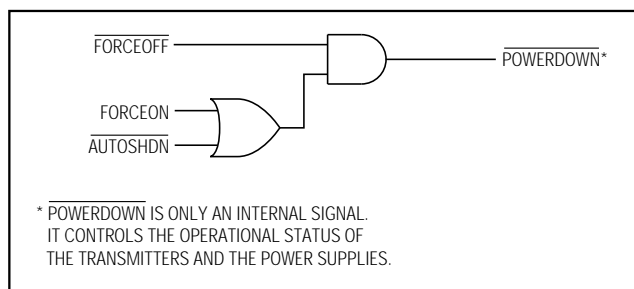 FORCEOFF
POWERDOWN*
FORCEON
AUTOSHDN
* POWERDOWN IS ONLY AN INTERNAL SIGNAL.
IT CONTROLS THE OPERATIONAL STATUS OF
THE TRANSMITTERS AND THE POWER SUPPLIES.